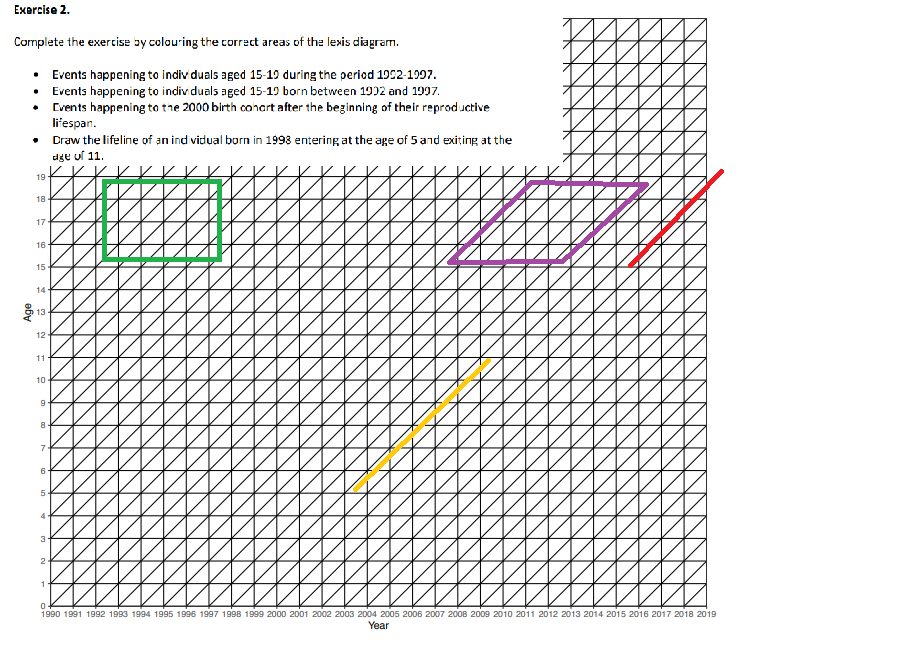 Exercise 2.
Complete the exercise by colouring the correct areas of the lexis diagram.
• Events happening to individuals aged 15-19 during the period 1992-1997.
• Events happening to individuals aged 15-19 born between 1992 and 1997.
• Events happening to the 2000 birth cohort after the beginning of their reproductive
lifespan.
• Draw the lifeline of an individual born in 1998 entering at the age of 5 and exiting at the
age of 11.
19
18
17
16
15
14
13
12
11
10
9
8
7
6
5
4
3
2
1
0
Age
1990 1991 1992 1993 1994 1995 1996 1997 1998 1999 2000 2001 2002 2003 2004 2005 2006 2007 2008 2009 2010 2011 2012 2013 2014 2015 2016 2017 2018 2019
Year